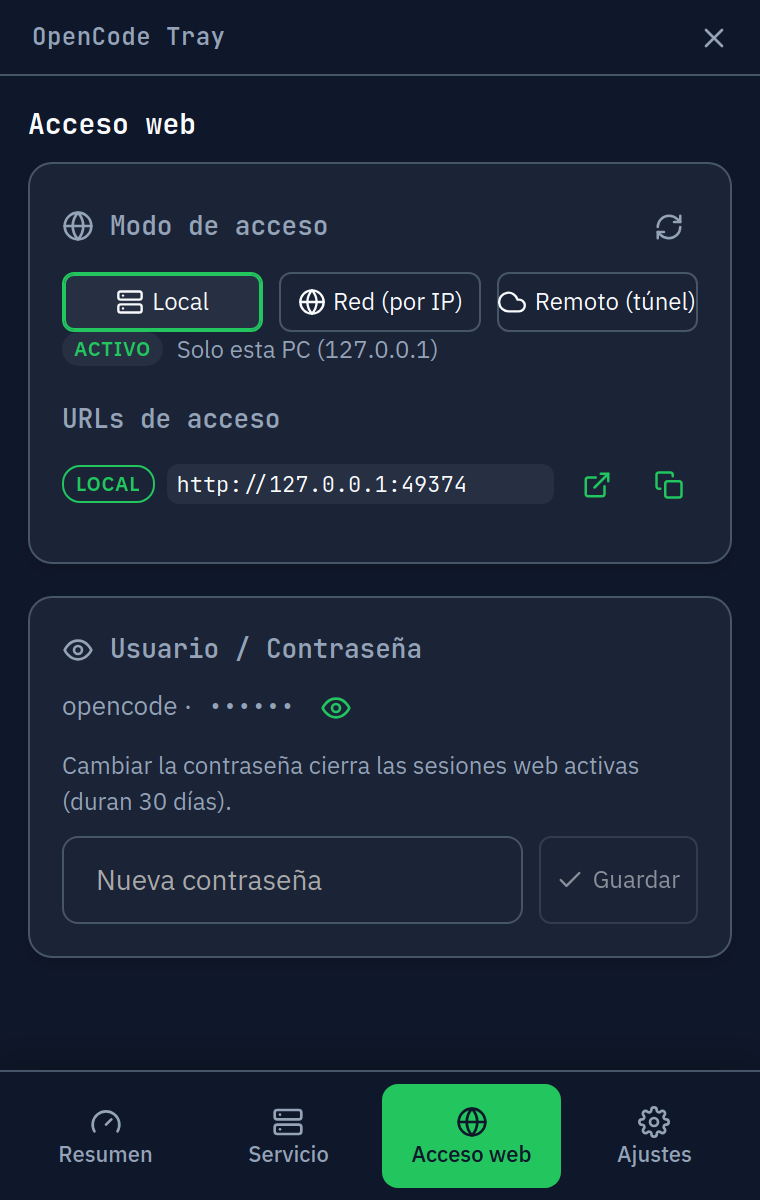 OpenCode Tray
Acceso web
Modo de acceso
Local
Red (por IP)
Remoto (túnel)
ACTIVO Solo esta PC (127.0.0.1)
URLs de acceso
LOCAL http://127.0.0.1:49374
Usuario / Contraseña
opencode · ••••••
Cambiar la contraseña cierra las sesiones web activas
(duran 30 días).
Nueva contraseña
Guardar
Resumen
Servicio
Acceso web
Ajustes